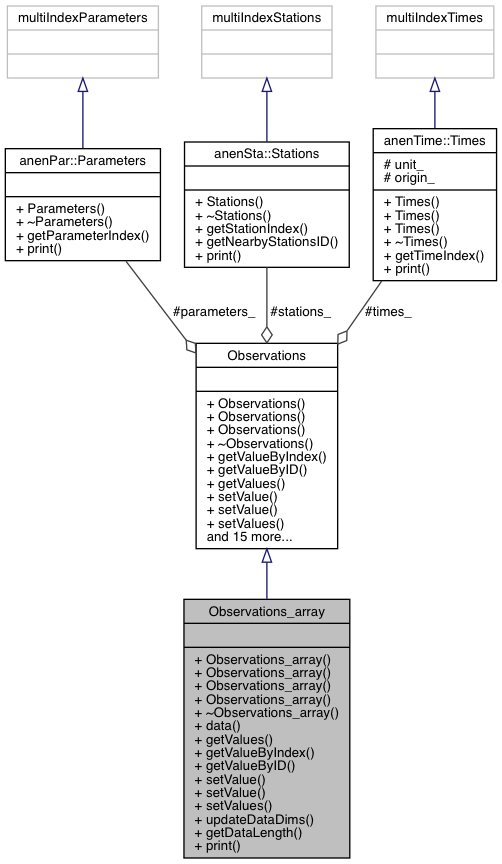 multiIndexParameters
multiIndexStations
multiIndexTimes
anenPar::Parameters
+ Parameters()
+ ~Parameters()
+ getParameterIndex()
+ print()
anenSta::Stations
+ Stations()
+ ~Stations()
+ getStationIndex()
+ getNearbyStationsID()
+ print()
anenTime::Times
# unit_
# origin_
+ Times()
+ Times()
+ Times()
+ ~Times()
+ getTimeIndex()
+ print()
#parameters_
#stations_
#times_
Observations
+ Observations()
+ Observations()
+ Observations()
+ ~Observations()
+ getValueByIndex()
+ getValueByID()
+ getValues()
+ setValue()
+ setValue()
+ setValues()
and 15 more...
Observations_array
+ Observations_array()
+ Observations_array()
+ Observations_array()
+ Observations_array()
+ ~Observations_array()
+ data()
+ getValues()
+ getValueByIndex()
+ getValueByID()
+ setValue()
+ setValue()
+ setValues()
+ updateDataDims()
+ getDataLength()
+ print()